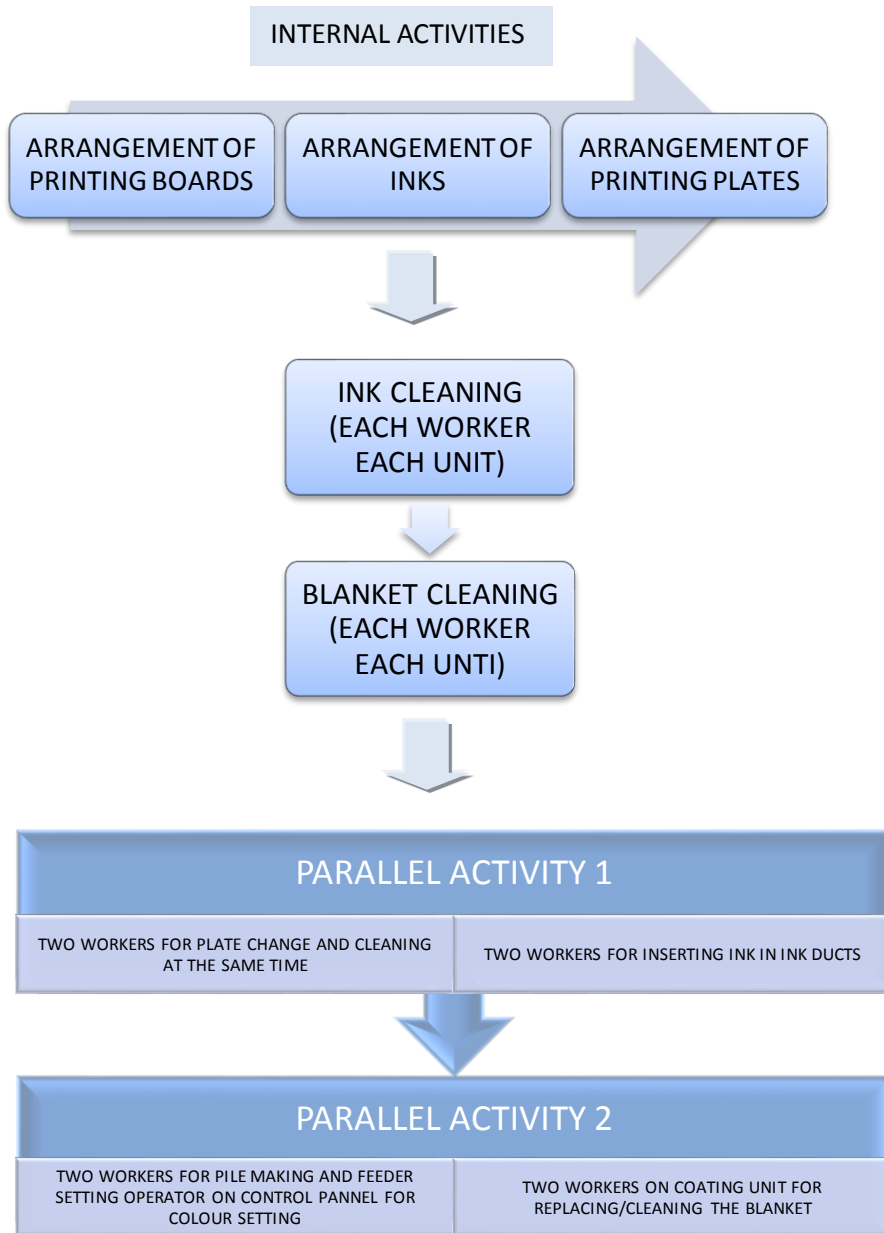 INTERNAL ACTIVITIES
ARRANGEMENT OF
PRINTING BOARDS
ARRANGEMENT OF
INKS
ARRANGEMENT OF
PRINTING PLATES
INK CLEANING
(EACH WORKER
EACH UNIT)
BLANKET CLEANING
(EACH WORKER
EACH UNTI)
PARALLEL ACTIVITY 1
TWO WORKERS FOR PLATE CHANGE AND CLEANING
AT THE SAME TIME
TWO WORKERS FOR INSERTING INK IN INK DUCTS
PARALLEL ACTIVITY 2
TWO WORKERS FOR PILE MAKING AND FEEDER
SETTING OPERATOR ON CONTROL PANNEL FOR
COLOUR SETTING
TWO WORKERS ON COATING UNIT FOR
REPLACING/CLEANING THE BLANKET